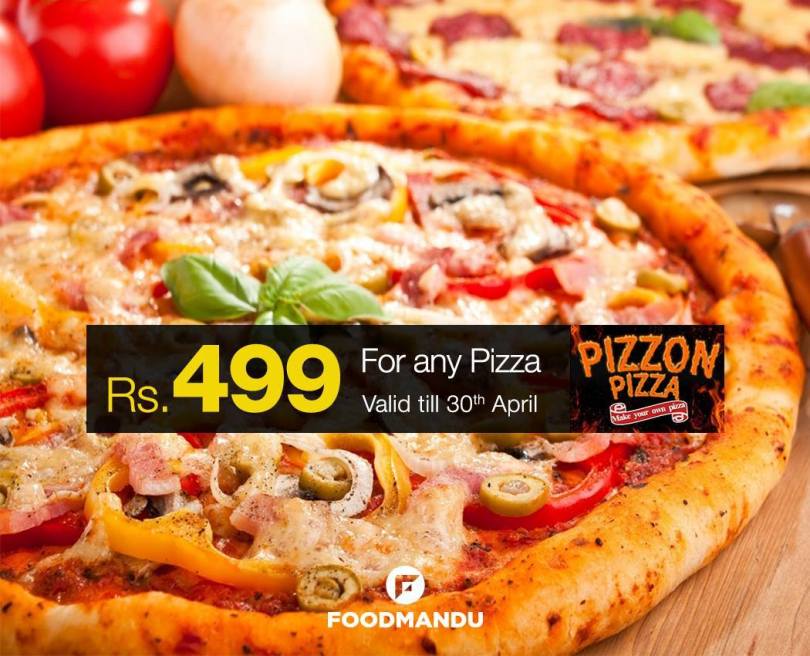 Rs. 499
For any Pizza
Valid till 30th April
PIZZON
PIZZA
Make your own pizza
FOODMANDU